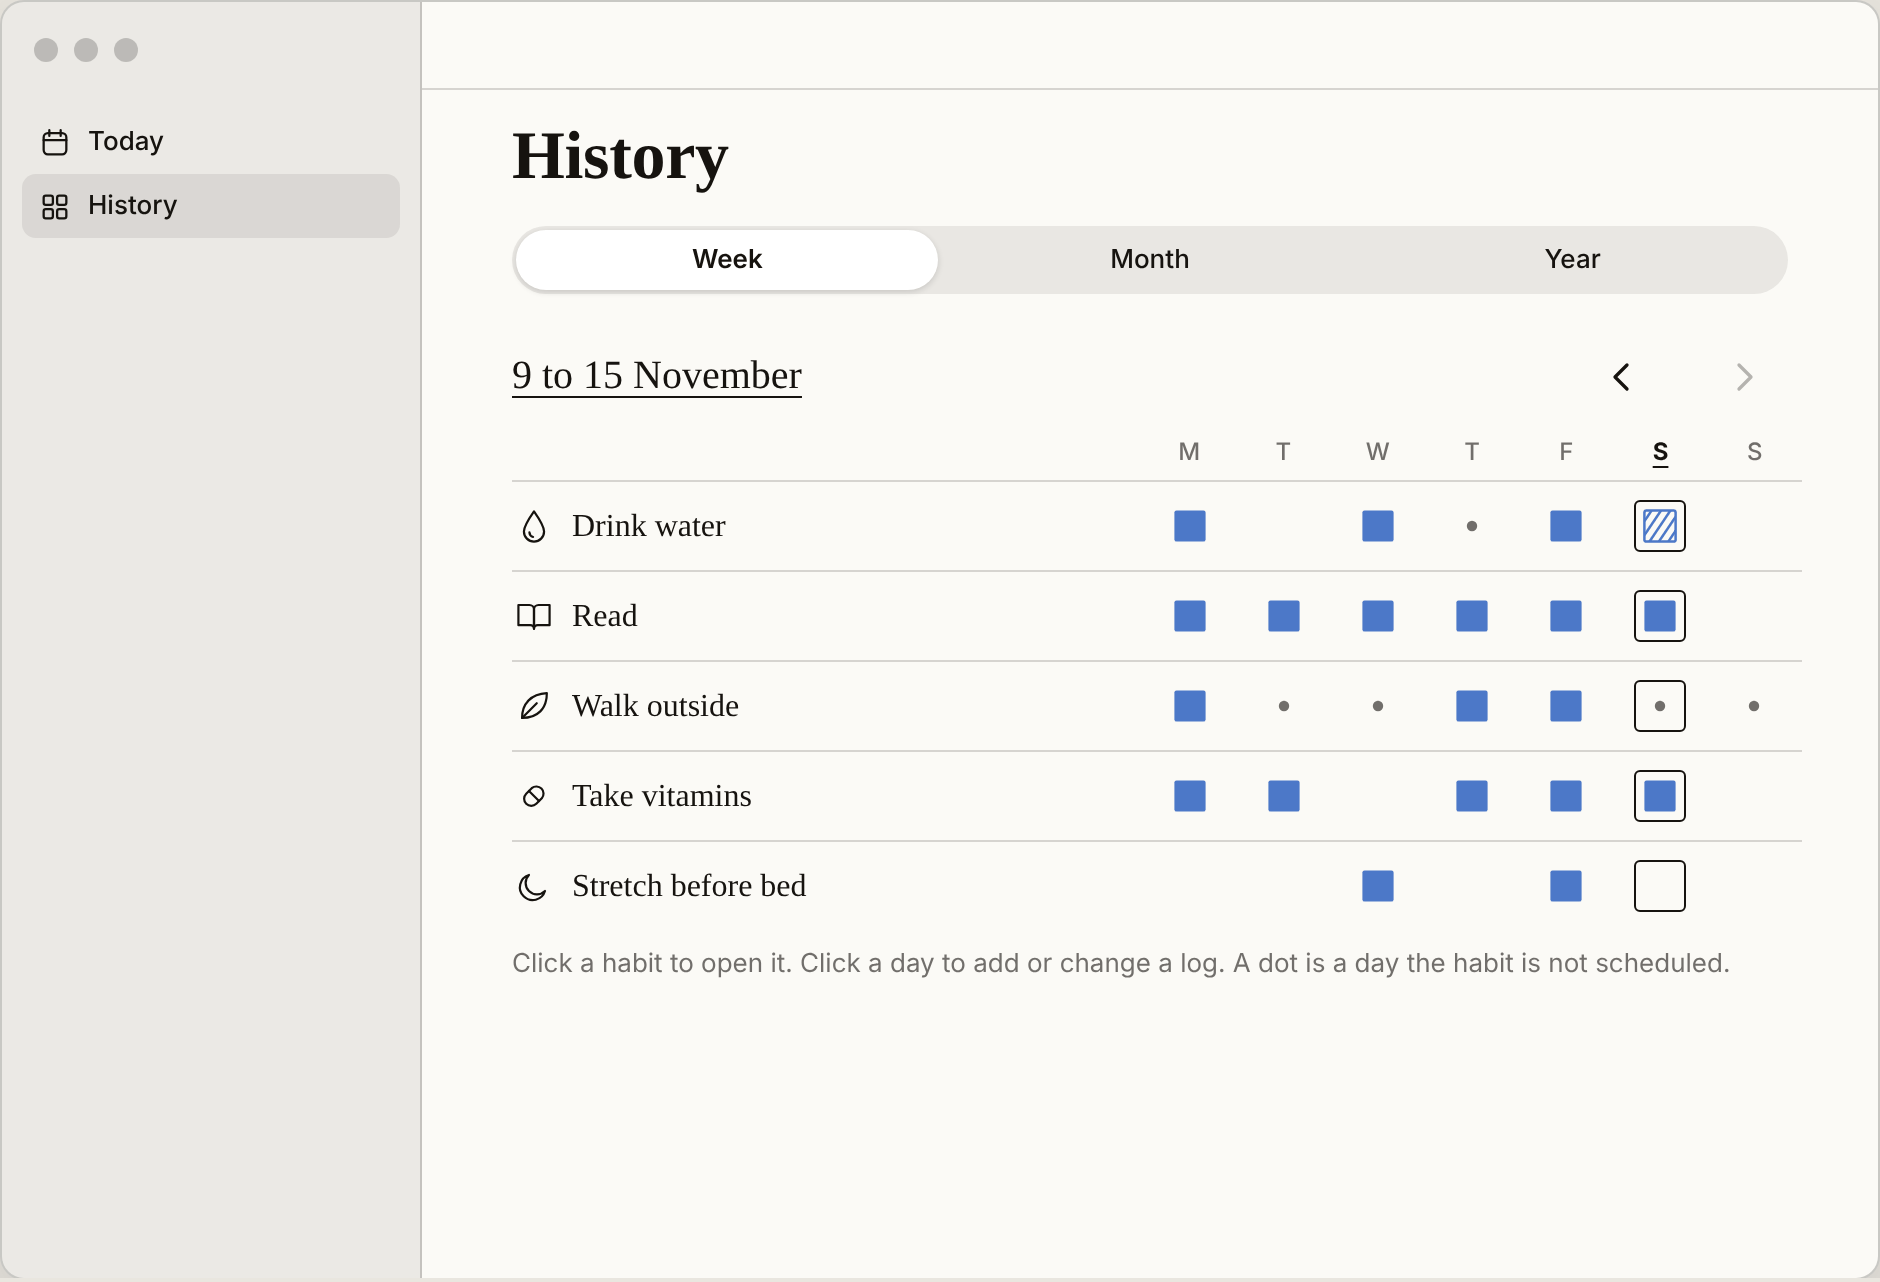 Today
History
History
Week Month Year
9 to 15 November
M T W T F S S
Drink water
Read
Walk outside
Take vitamins
Stretch before bed
Click a habit to open it. Click a day to add or change a log. A dot is a day the habit is not scheduled.